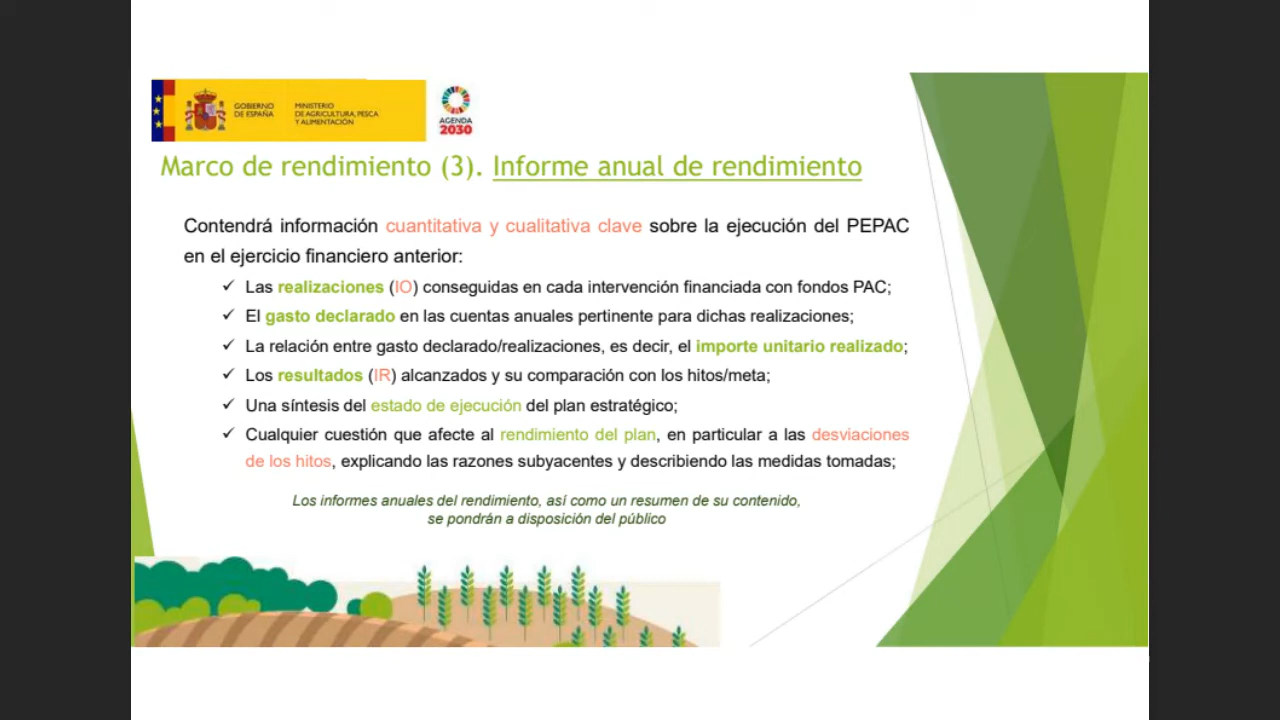 GOBIERNO
DE ESPAÑA
MINISTERIO
DE AGRICULTURA, PESCA
Y ALIMENTACIÓN
AGENDA
2030
Marco de rendimiento (3). Informe anual de rendimiento
Contendrá información cuantitativa y cualitativa clave sobre la ejecución del PEPAC
en el ejercicio financiero anterior:
✓ Las realizaciones (IO) conseguidas en cada intervención financiada con fondos PAC;
✓ El gasto declarado en las cuentas anuales pertinente para dichas realizaciones;
✓ La relación entre gasto declarado/realizaciones, es decir, el importe unitario realizado;
✓ Los resultados (IR) alcanzados y su comparación con los hitos/meta;
✓ Una síntesis del estado de ejecución del plan estratégico;
✓ Cualquier cuestión que afecte al rendimiento del plan, en particular a las desviaciones
de los hitos, explicando las razones subyacentes y describiendo las medidas tomadas;
Los informes anuales del rendimiento, así como un resumen de su contenido,
se pondrán a disposición del público